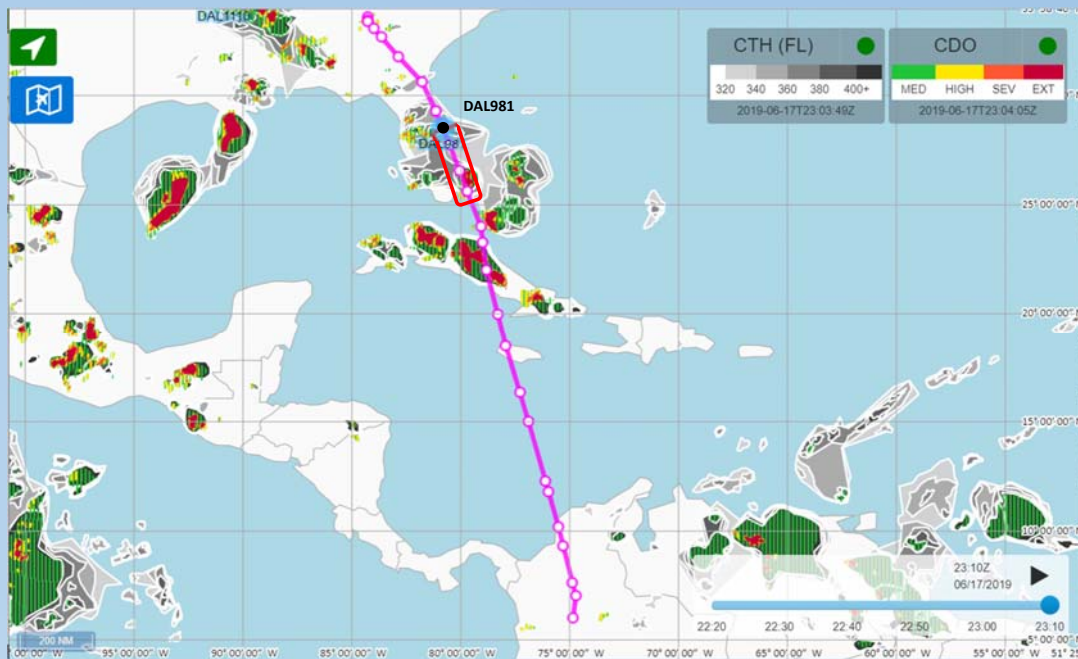 DAL1110
DAL981
DAL981
CTH (FL)
320 340 360 380 400+
2019-06-17T23:03:49Z
CDO
MED HIGH SEV EXT
2019-06-17T23:04:05Z
25°00'00" N
20°00'00" N
15°00'00" N
10°00'00" N
23:10Z
06/17/2019
22:20 22:30 22:40 22:50 23:00 23:10
200 NM
5°00'00" N
95°00'00" W 90°00'00" W 85°00'00" W 80°00'00" W 75°00'00" W 70°00'00" W 65°00'00" W 60°00'00" W 55°00'00" W